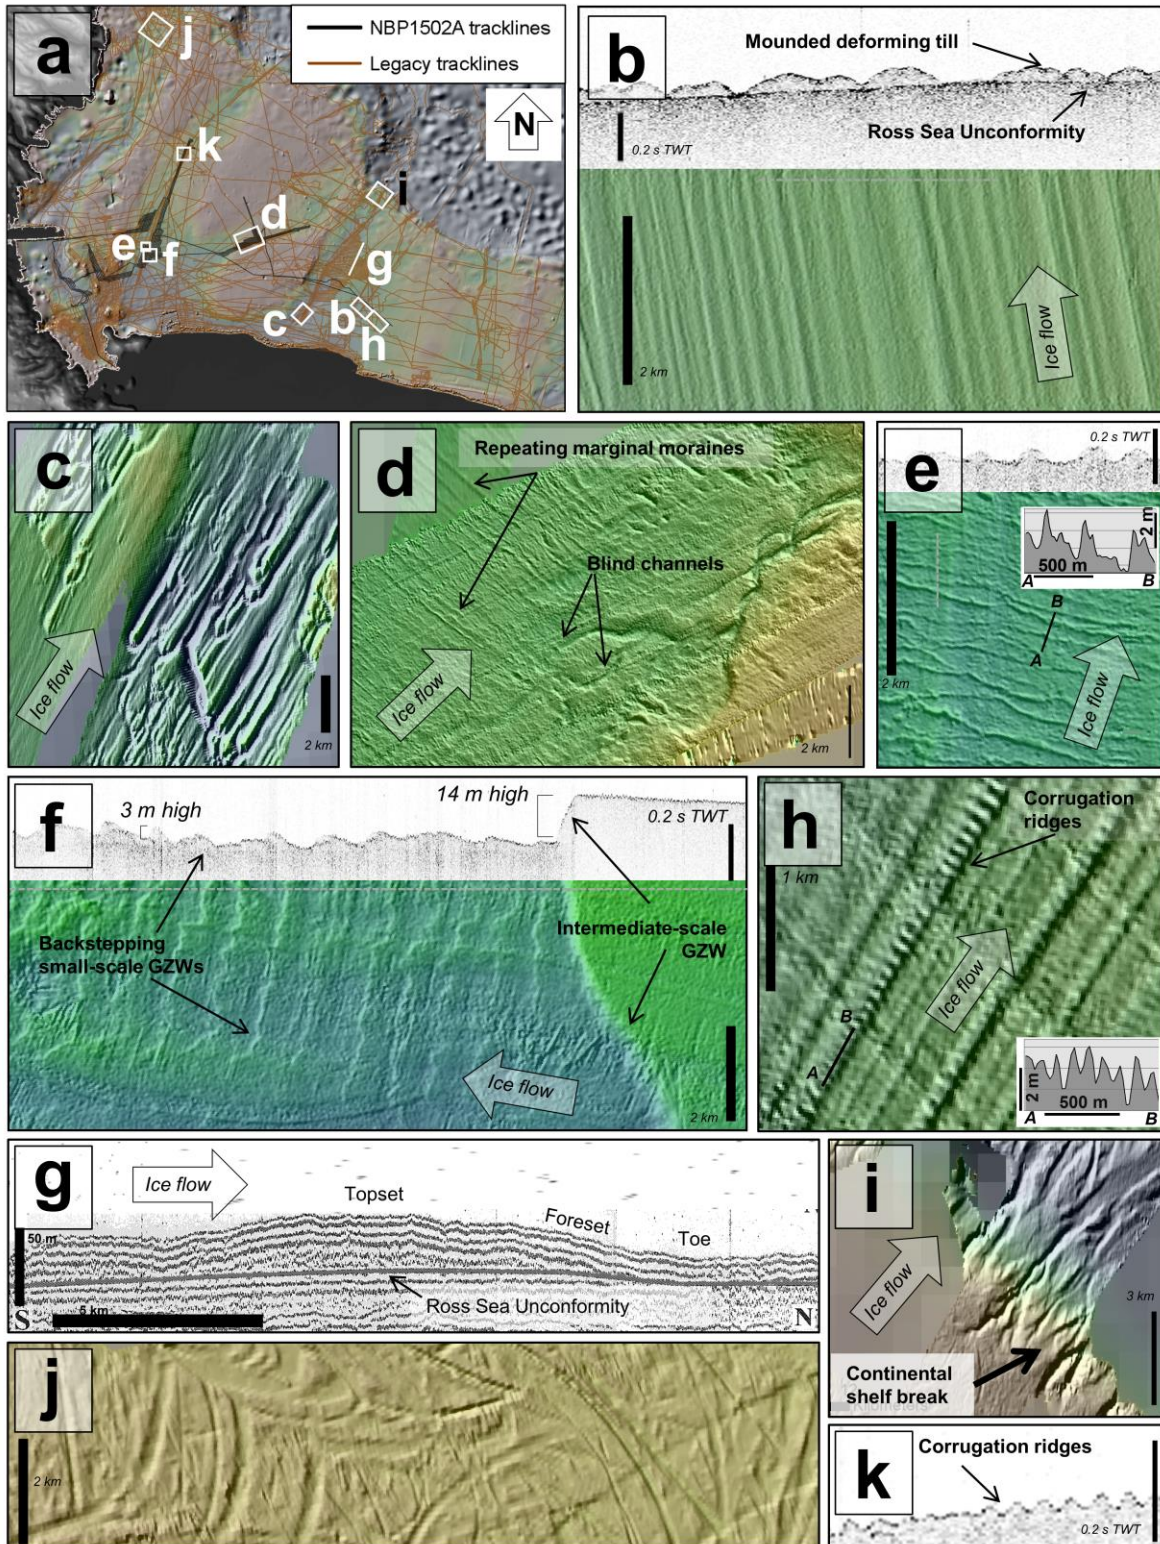 a
j
NBP1502A tracklines
Legacy tracklines
N
k
i
d
e
f
g
c
b
h
b
Mounded deforming till
Ross Sea Unconformity
0.2 s TWT
2 km
Ice flow
c
Ice flow
2 km
d
Repeating marginal moraines
Blind channels
Ice flow
2 km
e
0.2 s TWT
2 m
500 m
A
B
B
A
2 km
Ice flow
f
3 m high
14 m high
0.2 s TWT
Backstepping
small-scale GZWs
Intermediate-scale
GZW
Ice flow
2 km
h
Corrugation
ridges
1 km
Ice flow
B
A
2 m
500 m
A
B
g
Ice flow
Topset
Foreset
Toe
50 m
Ross Sea Unconformity
5 km
S
N
i
Ice flow
3 km
Continental
shelf break
j
2 km
k
Corrugation ridges
0.2 s TWT